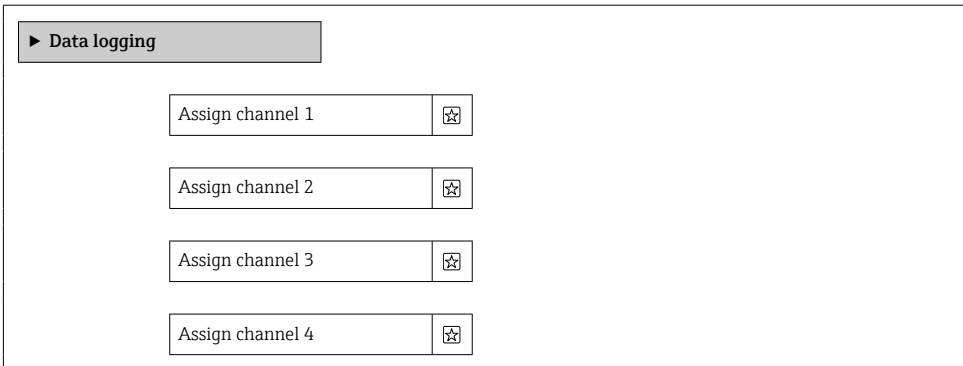 ► Data logging
Assign channel 1
Assign channel 2
Assign channel 3
Assign channel 4